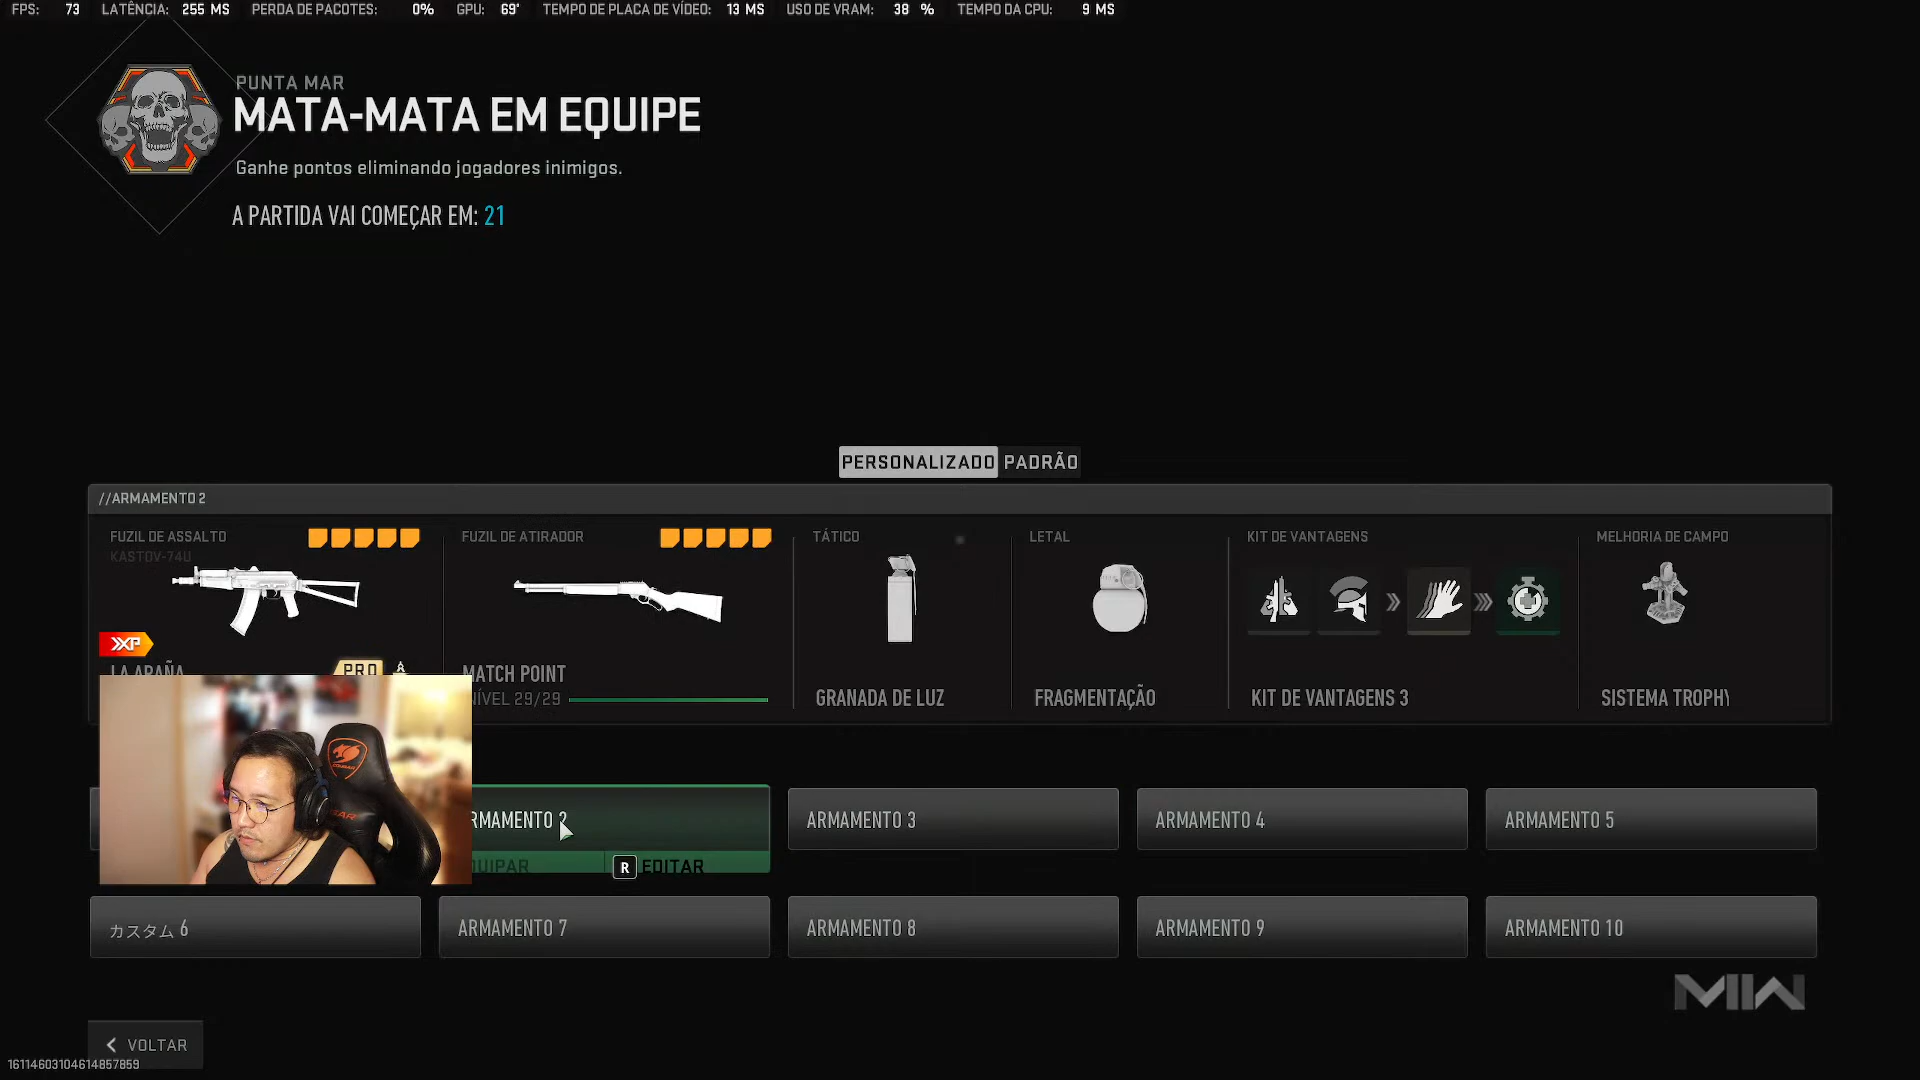 FPS: 73 LATÊNCIA: 255 MS PERDA DE PACOTES: 0% GPU: 69° TEMPO DE PLACA DE VÍDEO: 13 MS USO DE VRAM: 38 % TEMPO DA CPU: 9 MS
PUNTA MAR
MATA-MATA EM EQUIPE
Ganhe pontos eliminando jogadores inimigos.
A PARTIDA VAI COMEÇAR EM: 21
PERSONALIZADO PADRÃO
//ARMAMENTO 2
FUZIL DE ASSALTO
KASTOV-74U
XP
LA ARAÑA
PRO
FUZIL DE ATIRADOR
MATCH POINT
NÍVEL 29/29
TÁTICO
GRANADA DE LUZ
LETAL
FRAGMENTAÇÃO
KIT DE VANTAGENS
KIT DE VANTAGENS 3
MELHORIA DE CAMPO
SISTEMA TROPHY
RMAMENTO 2
QUIPAR R EDITAR
ARMAMENTO 3
ARMAMENTO 4
ARMAMENTO 5
カスタム 6
ARMAMENTO 7
ARMAMENTO 8
ARMAMENTO 9
ARMAMENTO 10
MW
VOLTAR
16114603104614857859
COUGAR